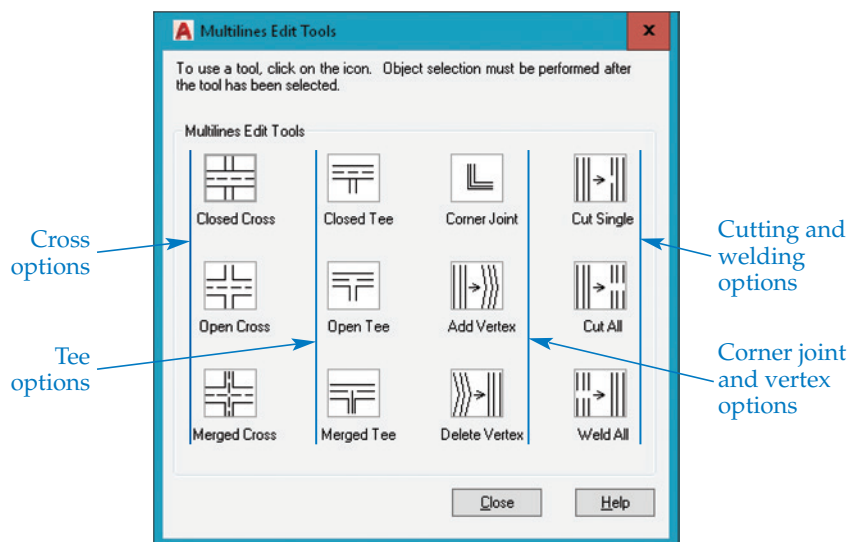 Multilines Edit Tools
To use a tool, click on the icon. Object selection must be performed after
the tool has been selected.
Multilines Edit Tools
Closed Cross
Closed Tee
Corner Joint
Cut Single
Open Cross
Open Tee
Add Vertex
Cut All
Merged Cross
Merged Tee
Delete Vertex
Weld All
Close
Help
Cross
options
Tee
options
Cutting and
welding
options
Corner joint
and vertex
options